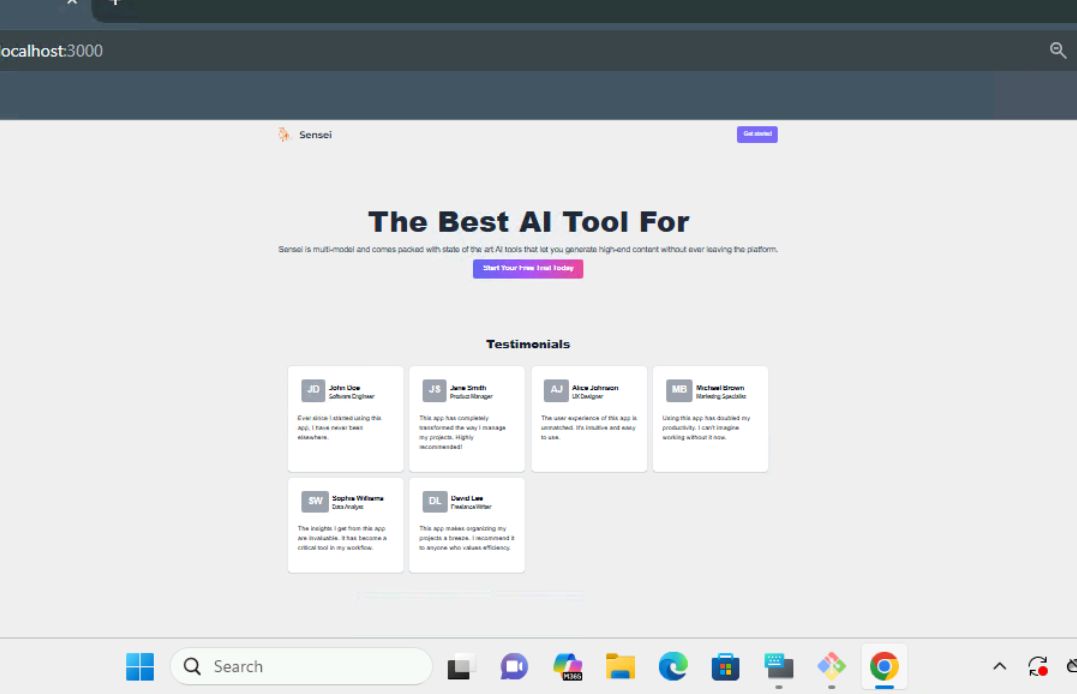 localhost:3000
Sensei
Get started
The Best AI Tool For
Sensei is multi-model and comes packed with state of the art AI tools that let you generate high-end content without ever leaving the platform.
Start Your Free Trial Today
Testimonials
JD
John Doe
Software Engineer
Ever since I started using this
app, I have never been
elsewhere.
JS
Jane Smith
Product Manager
This app has completely
transformed the way I manage
my projects. Highly
recommended!
AJ
Alice Johnson
UX Designer
The user experience of this app is
unmatched. It's intuitive and easy
to use.
MB
Michael Brown
Marketing Specialist
Using this app has doubled my
productivity. I can't imagine
working without it now.
SW
Sophia Williams
Data Analyst
The insights I get from this app
are invaluable. It has become a
critical tool in my workflow.
DL
David Lee
Freelance Writer
This app makes organizing my
projects a breeze. I recommend it
to anyone who values efficiency.
Search
M365